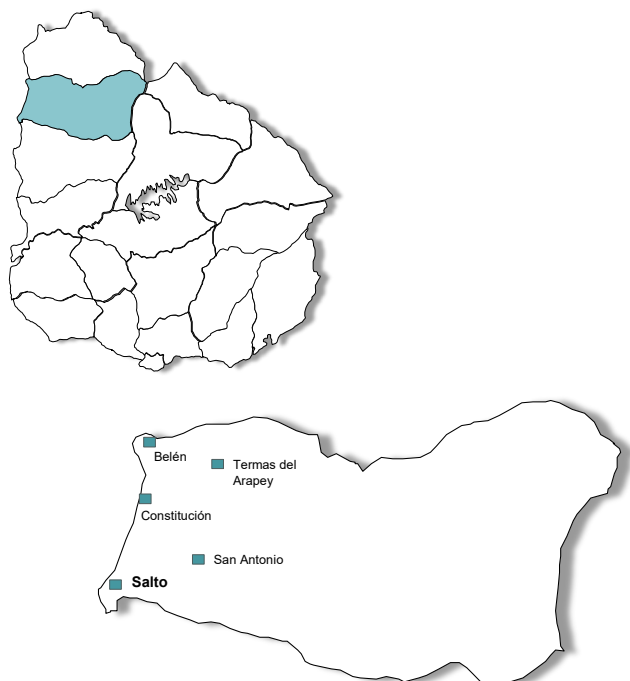 Belén
Termas del
Arapey
Constitución
San Antonio
Salto